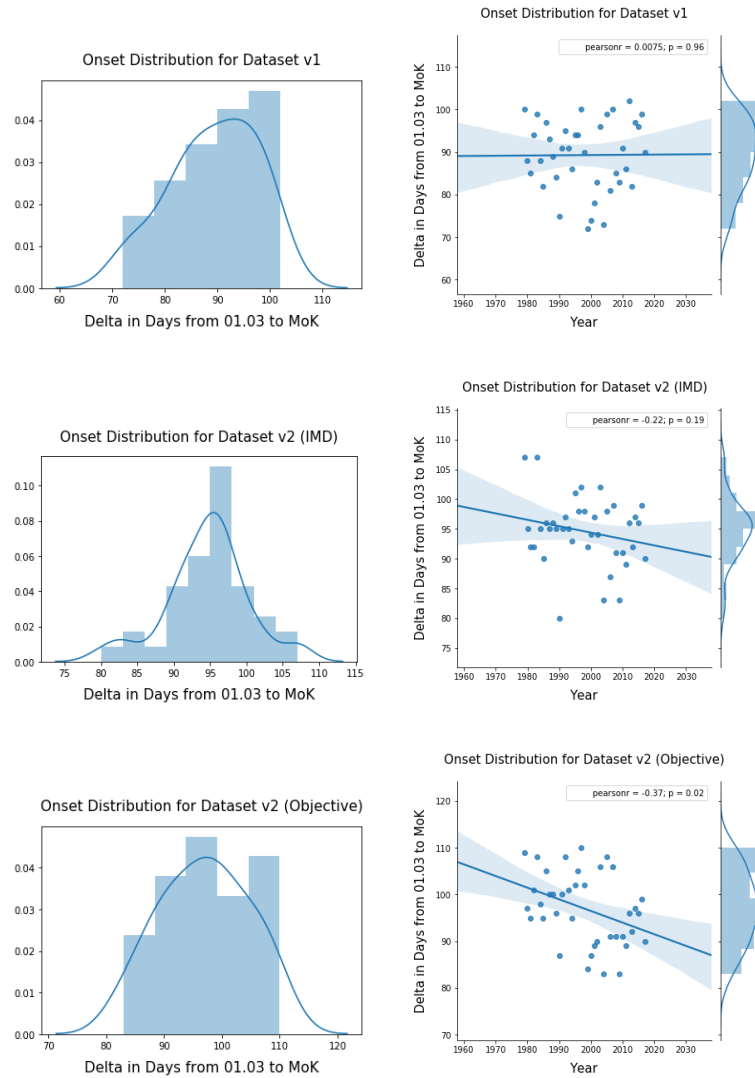 Onset Distribution for Dataset v1
0.04
0.03
0.02
0.01
0.00
60 70 80 90 100 110
Delta in Days from 01.03 to MoK
Onset Distribution for Dataset v1
pearsonr = 0.0075; p = 0.96
Delta in Days from 01.03 to MoK
110
100
90
80
70
60
1960 1970 1980 1990 2000 2010 2020 2030
Year
Onset Distribution for Dataset v2 (IMD)
0.10
0.08
0.06
0.04
0.02
0.00
75 80 85 90 95 100 105 110 115
Delta in Days from 01.03 to MoK
Onset Distribution for Dataset v2 (IMD)
pearsonr = -0.22; p = 0.19
Delta in Days from 01.03 to MoK
115
110
105
100
95
90
85
80
75
1960 1970 1980 1990 2000 2010 2020 2030
Year
Onset Distribution for Dataset v2 (Objective)
0.04
0.03
0.02
0.01
0.00
70 80 90 100 110 120
Delta in Days from 01.03 to MoK
Onset Distribution for Dataset v2 (Objective)
pearsonr = -0.37; p = 0.02
Delta in Days from 01.03 to MoK
120
110
100
90
80
70
1960 1970 1980 1990 2000 2010 2020 2030
Year